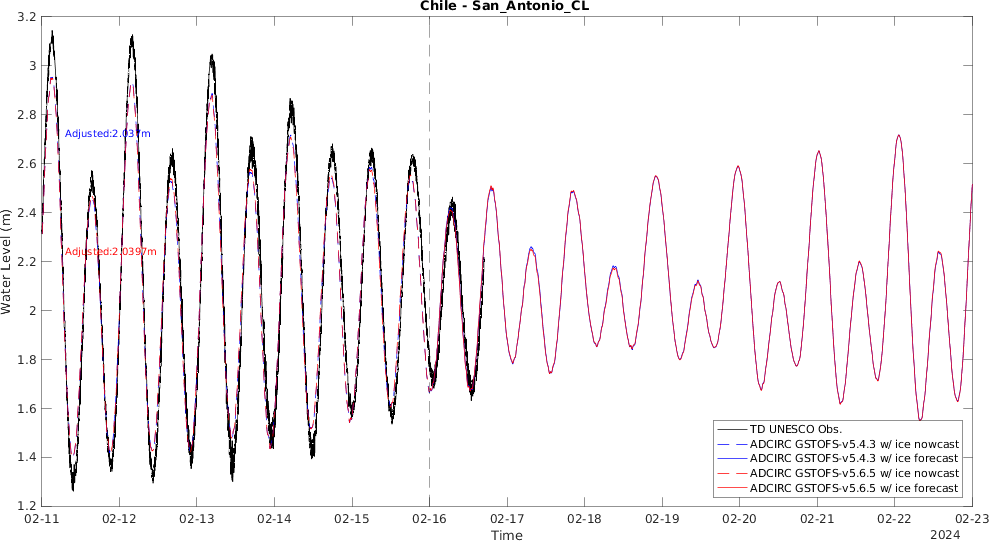 Chile - San_Antonio_CL
3.2
3
2.8
2.6
2.4
2.2
2
1.8
1.6
1.4
1.2
Water Level (m)
Adjusted:2.037m
Adjusted:2.0397m
TD UNESCO Obs.
ADCIRC GSTOFS-v5.4.3 w/ ice nowcast
ADCIRC GSTOFS-v5.4.3 w/ ice forecast
ADCIRC GSTOFS-v5.6.5 w/ ice nowcast
ADCIRC GSTOFS-v5.6.5 w/ ice forecast
02-11 02-12 02-13 02-14 02-15 02-16 02-17 02-18 02-19 02-20 02-21 02-22 02-23
Time
2024